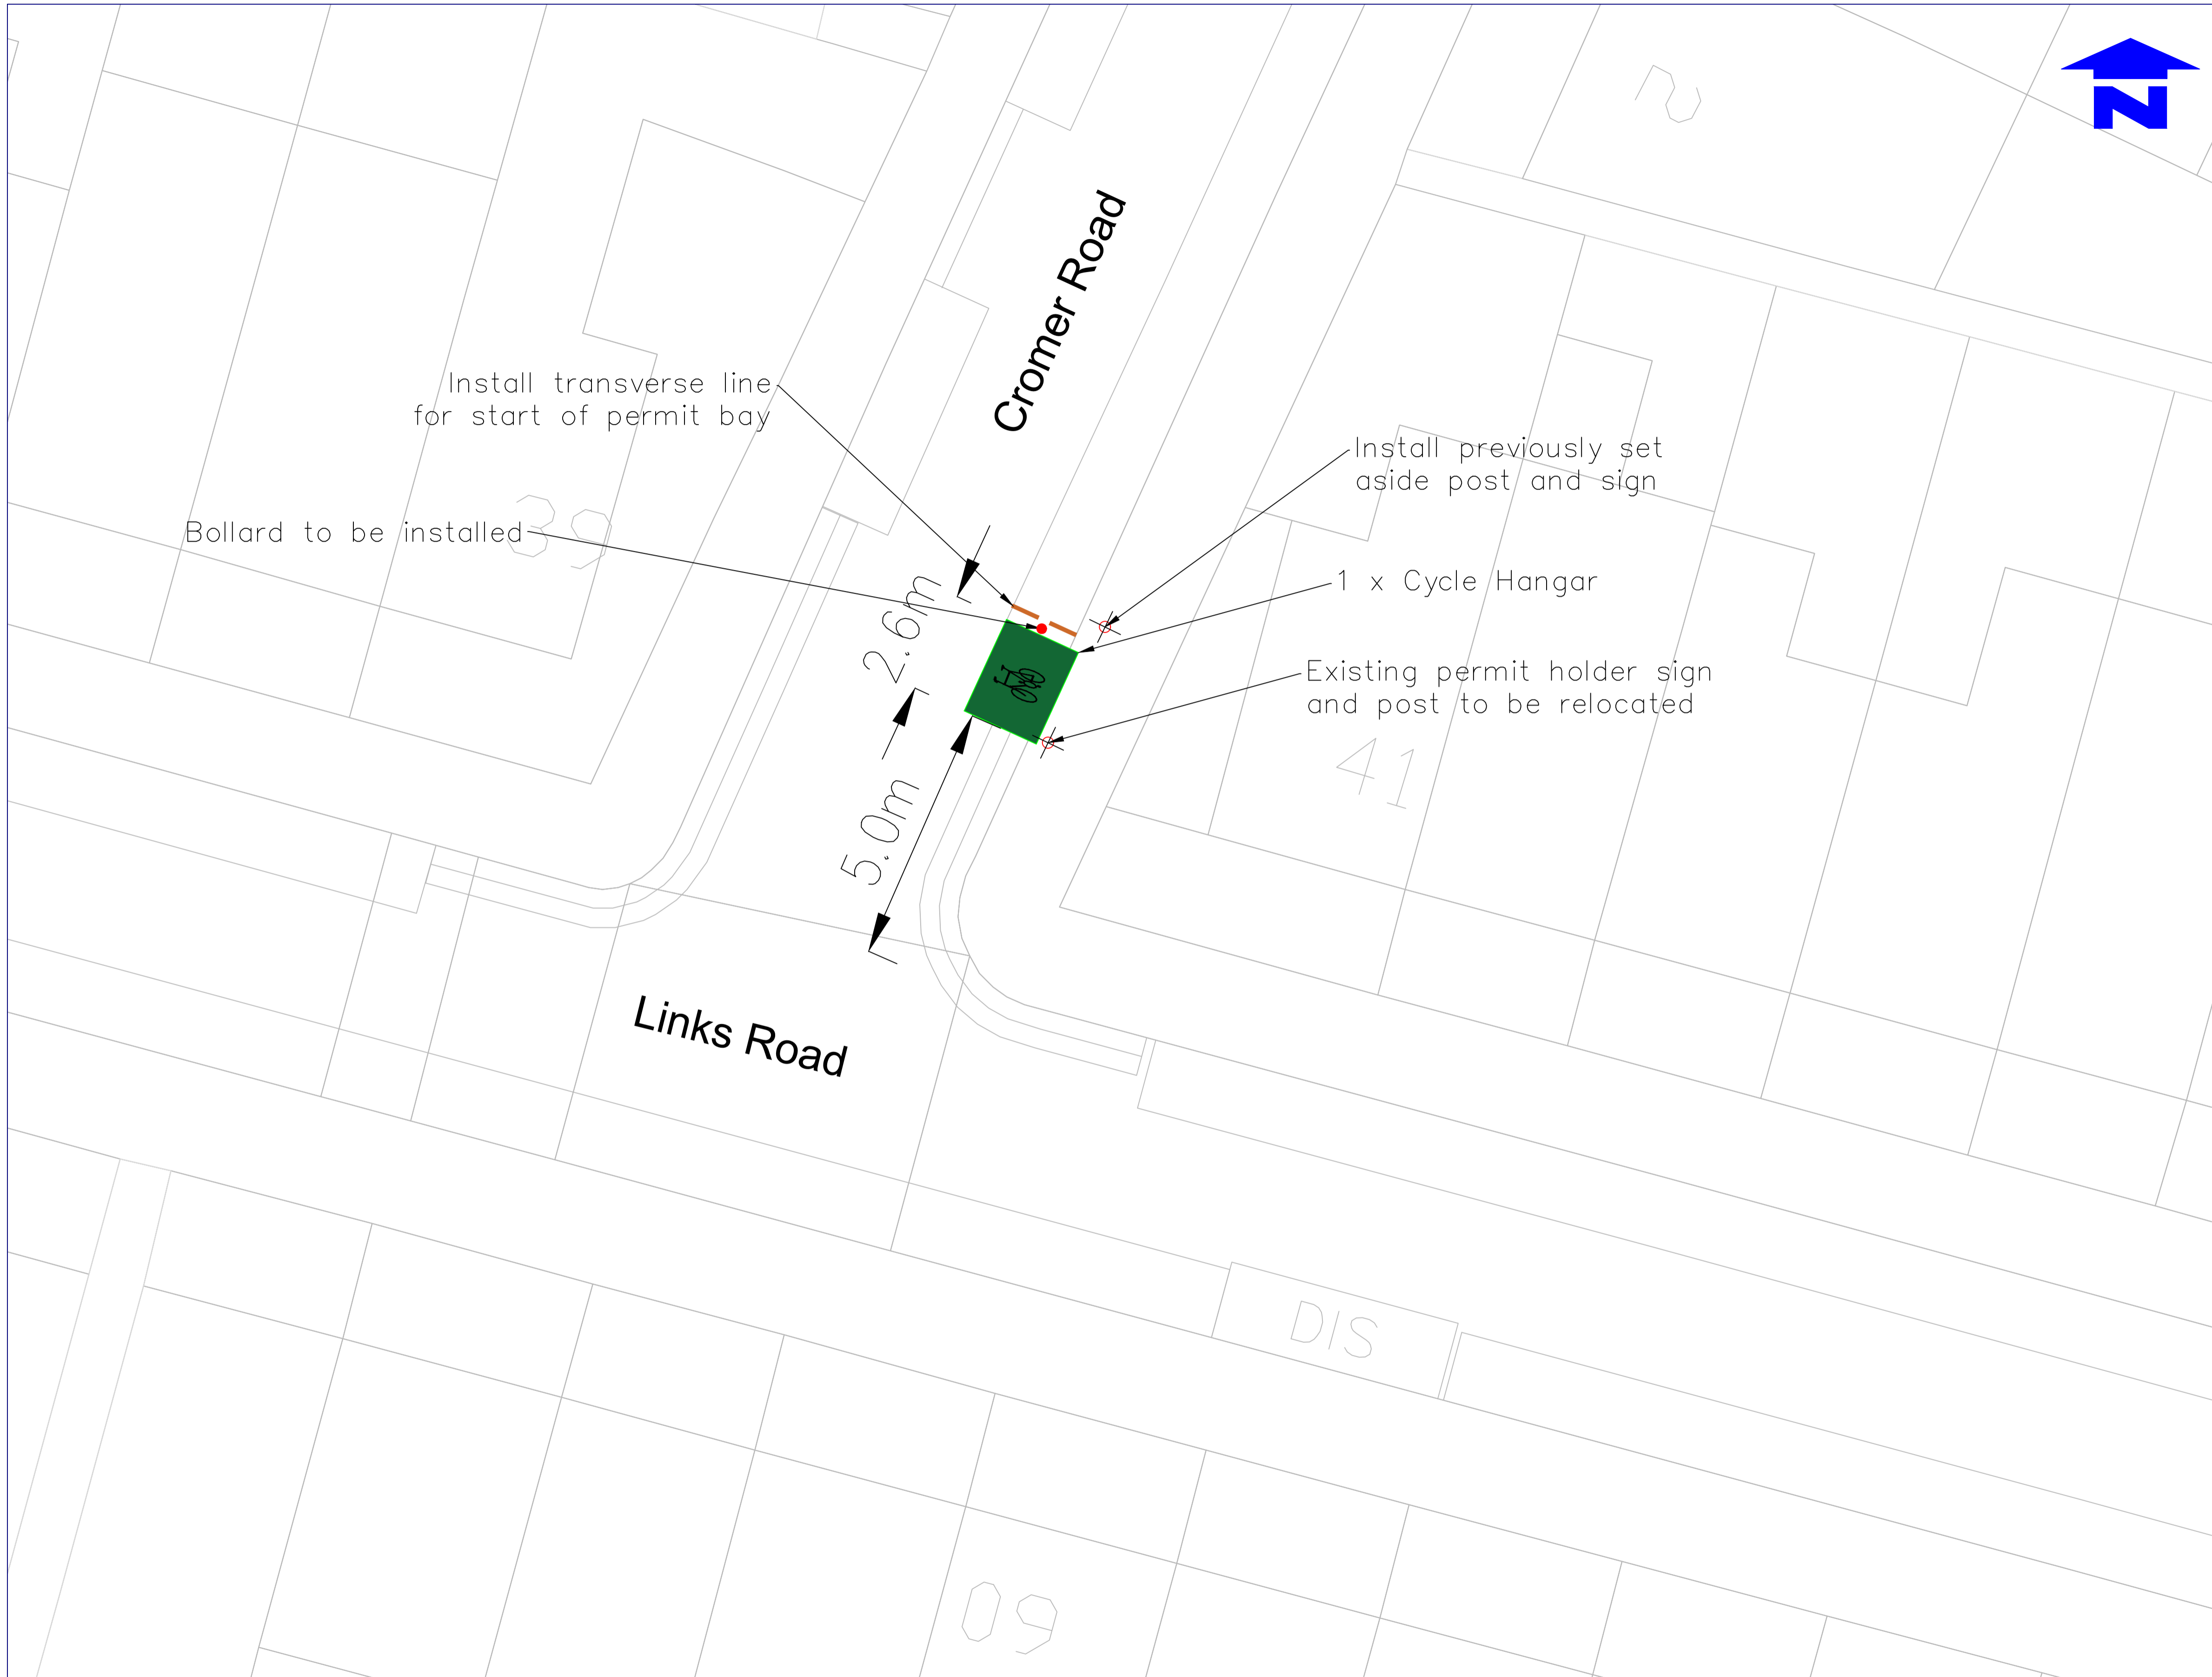 N
2
Cromer Road
Install transverse line
for start of permit bay
Install previously set
aside post and sign
39
Bollard to be installed
2.6m
1 x Cycle Hangar
Existing permit holder sign
and post to be relocated
41
5.0m
Links Road
DIS
60